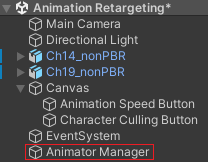 Animation Retargeting*
Main Camera
Directional Light
Ch14_nonPBR
Ch19_nonPBR
Canvas
Animation Speed Button
Character Culling Button
EventSystem
Animator Manager